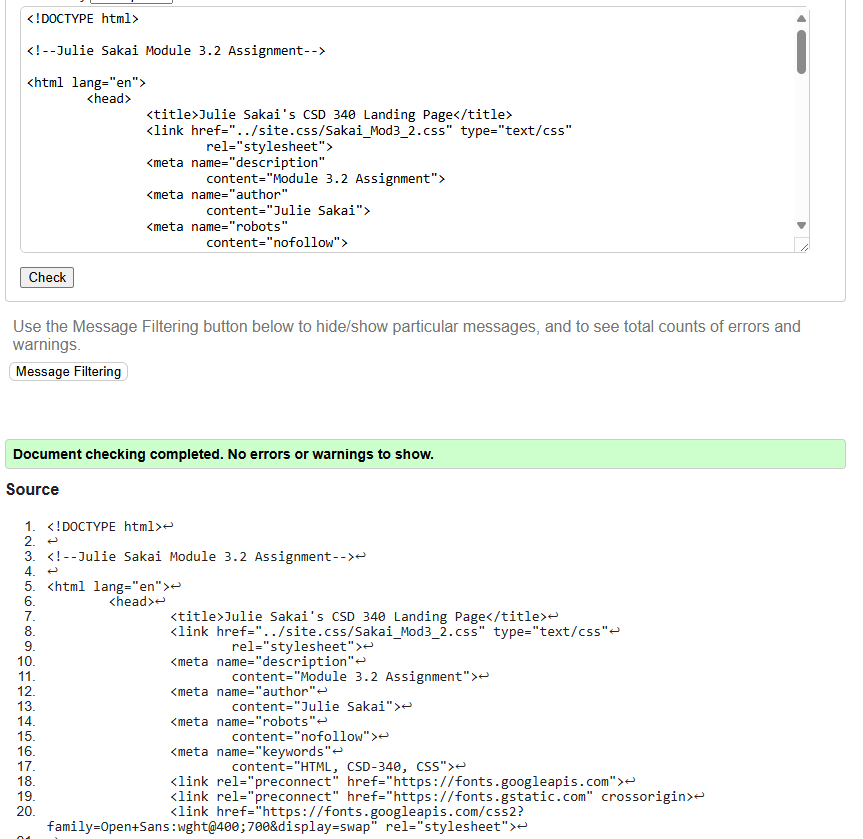 <!DOCTYPE html>
<!--Julie Sakai Module 3.2 Assignment-->
<html lang="en">
<head>
<title>Julie Sakai's CSD 340 Landing Page</title>
<link href="../site.css/Sakai_Mod3_2.css" type="text/css"
rel="stylesheet">
<meta name="description"
content="Module 3.2 Assignment">
<meta name="author"
content="Julie Sakai">
<meta name="robots"
content="nofollow">
Check
Use the Message Filtering button below to hide/show particular messages, and to see total counts of errors and
warnings.
Message Filtering
Document checking completed. No errors or warnings to show.
Source
1. <!DOCTYPE html>↩
2. ↩
3. <!--Julie Sakai Module 3.2 Assignment-->↩
4. ↩
5. <html lang="en">↩
6. <head>↩
7. <title>Julie Sakai's CSD 340 Landing Page</title>↩
8. <link href="../site.css/Sakai_Mod3_2.css" type="text/css"↩
9. rel="stylesheet">↩
10. <meta name="description"↩
11. content="Module 3.2 Assignment">↩
12. <meta name="author"↩
13. content="Julie Sakai">↩
14. <meta name="robots"↩
15. content="nofollow">↩
16. <meta name="keywords"↩
17. content="HTML, CSD-340, CSS">↩
18. <link rel="preconnect" href="https://fonts.googleapis.com">↩
19. <link rel="preconnect" href="https://fonts.gstatic.com" crossorigin>↩
20. <link href="https://fonts.googleapis.com/css2?
family=Open+Sans:wght@400;700&display=swap" rel="stylesheet">↩